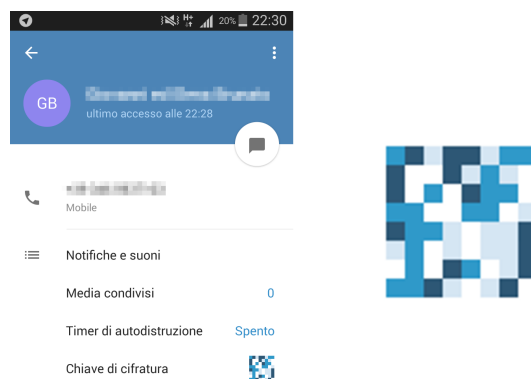 H+
20% 22:30
GB
ultimo accesso alle 22:28
Mobile
Notifiche e suoni
Media condivisi 0
Timer di autodistruzione Spento
Chiave di cifratura